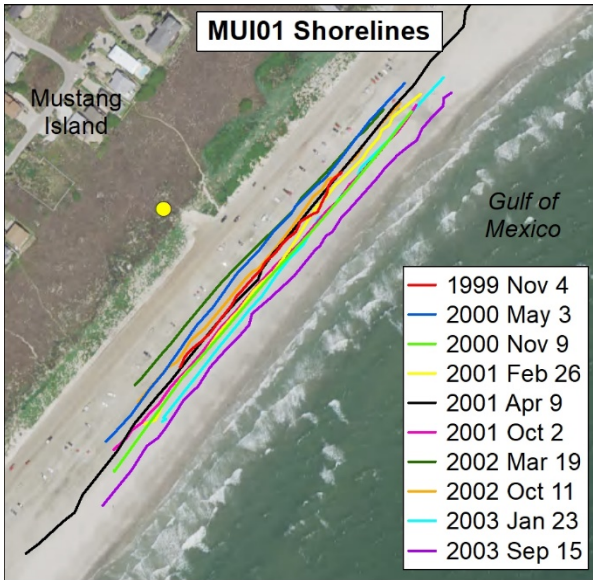 MUI01 Shorelines
Mustang
Island
Gulf of
Mexico
1999 Nov 4
2000 May 3
2000 Nov 9
2001 Feb 26
2001 Apr 9
2001 Oct 2
2002 Mar 19
2002 Oct 11
2003 Jan 23
2003 Sep 15